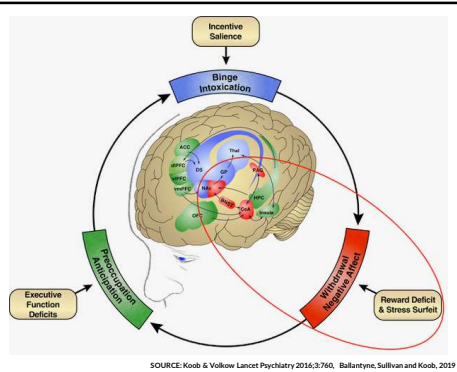 Incentive
Salience
Binge
Intoxication
ACC
dlPFC
vlPFC
vmPFC
DS
GP
Thal
NAc
BNST
CeA
PAG
HPC
Insula
OFC
Preoccupation
Anticipation
Withdrawal
Negative Affect
Executive
Function
Deficits
Reward Deficit
& Stress Surfeit
SOURCE: Koob & Volkow Lancet Psychiatry 2016;3:760, Ballantyne, Sullivan and Koob, 2019